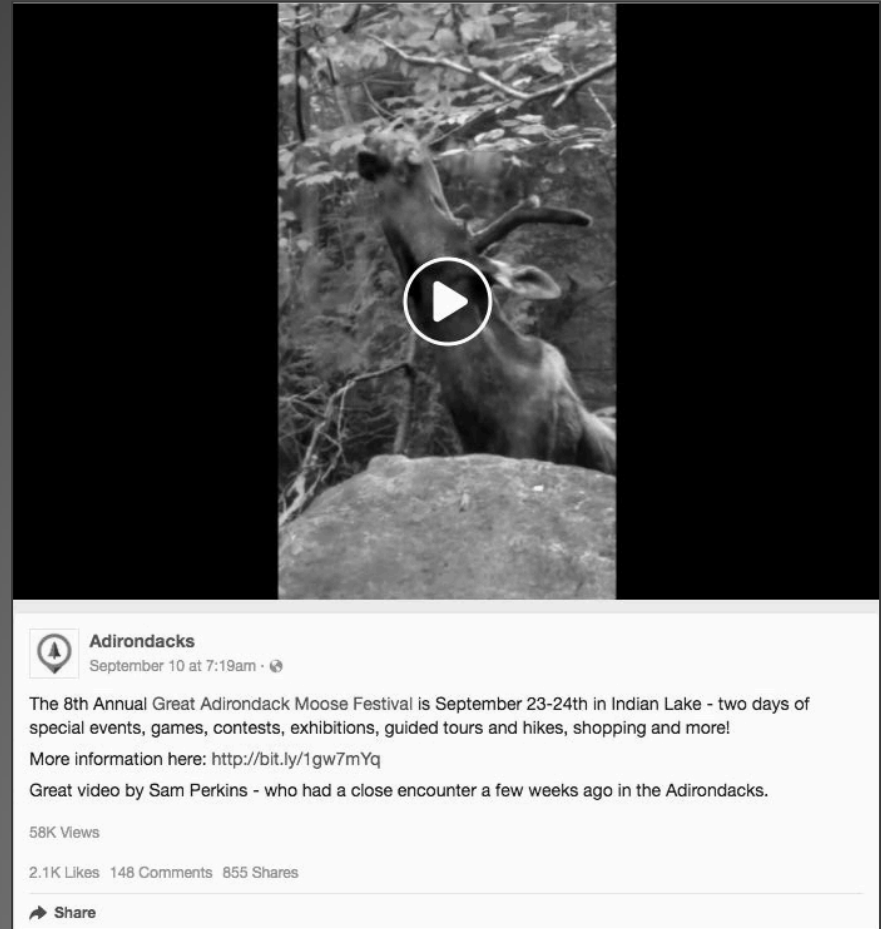 Adirondacks
September 10 at 7:19am ·
The 8th Annual Great Adirondack Moose Festival is September 23-24th in Indian Lake - two days of
special events, games, contests, exhibitions, guided tours and hikes, shopping and more!
More information here: http://bit.ly/1gw7mYq
Great video by Sam Perkins - who had a close encounter a few weeks ago in the Adirondacks.
58K Views
2.1K Likes 148 Comments 855 Shares
Share